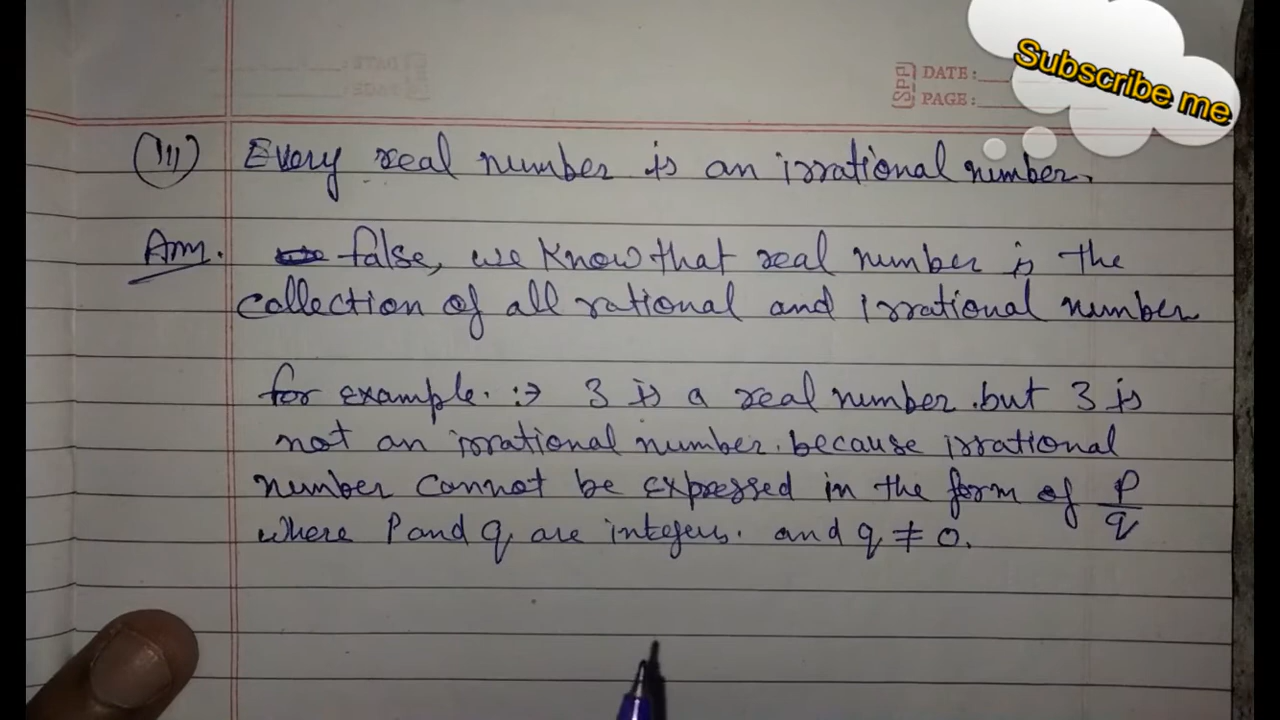 Subscribe me
SPP DATE:
PAGE:
(III) Every real number is an irrational number.
Ans. false, we know that real number is the
collection of all rational and irrational number
for example. :→ 3 is a real number. but 3 is
not an irrational number. because irrational
number cannot be expressed in the form of P/q
where P and q are integers. and q ≠ 0.